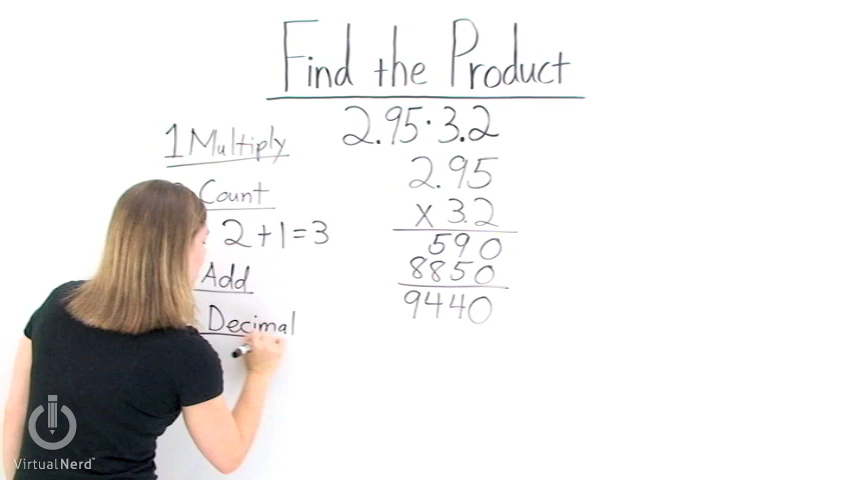 Find the Product
2.95·3.2
1 Multiply
Count
2+1=3
Add
Decimal
2.95
x 3.2
590
8850
9440
VirtualNerd™